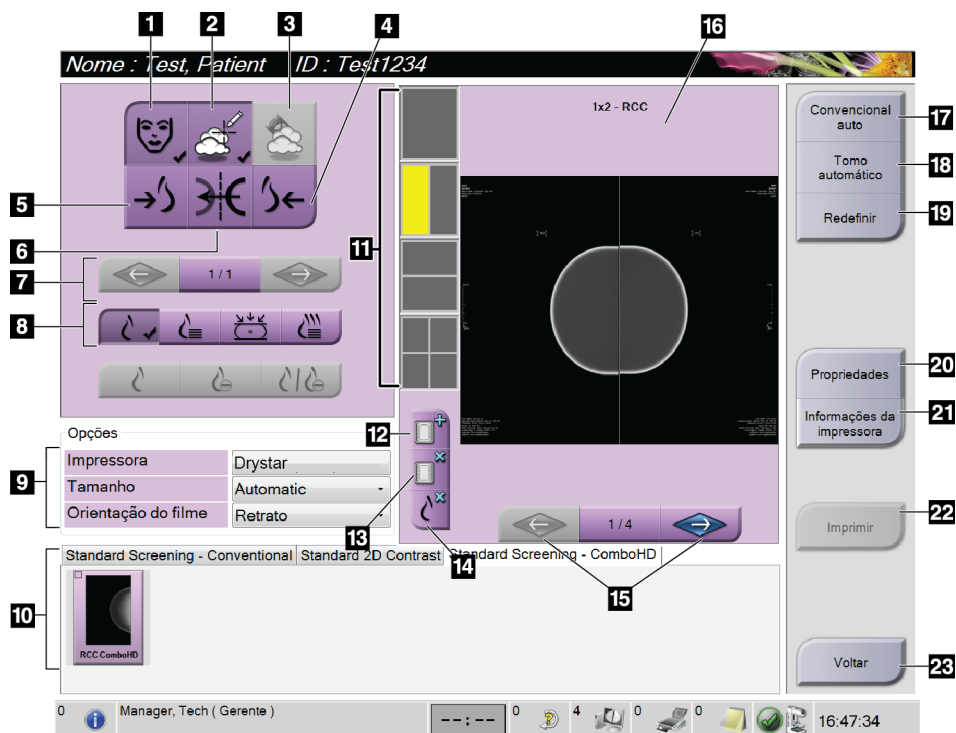 1
2
3
4
16
Nome : Test, Patient ID : Test1234
1x2 - RCC
Convencional
auto
17
Tomo
automático
18
Redefinir
19
5
6
11
7
1/1
8
Propriedades
20
Informações da
impressora
21
Opções
12
9
Impressora
Drystar
Tamanho
Automatic
Orientação do filme
Retrato
13
1/4
Imprimir
22
Standard Screening - Conventional
Standard 2D Contrast
Standard Screening - ComboHD
14
15
10
RCC ComboHD
Voltar
23
0
Manager, Tech ( Gerente )
--:--
0
4
0
0
16:47:34